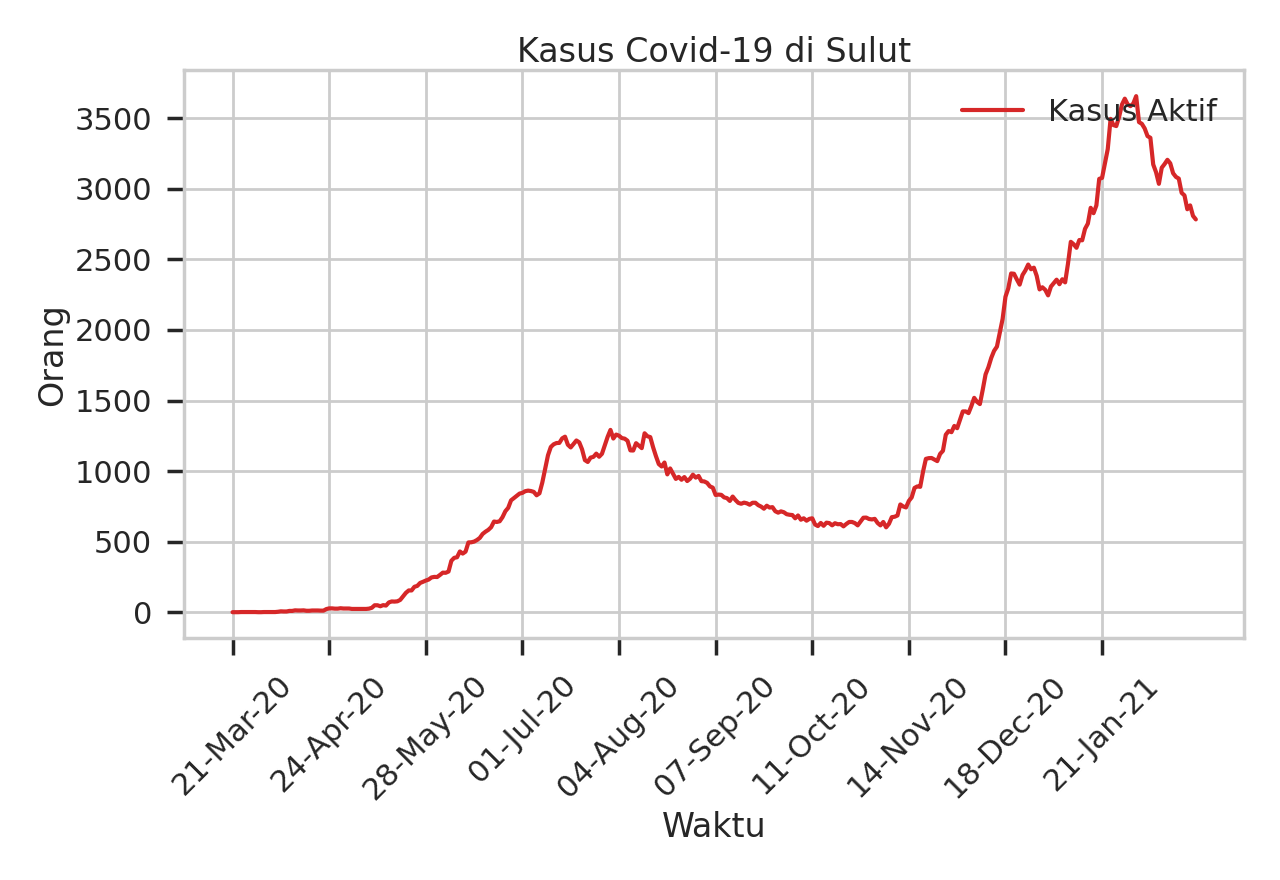 Kasus Covid-19 di Sulut
Kasus Aktif
Orang
3500
3000
2500
2000
1500
1000
500
0
21-Mar-20
24-Apr-20
28-May-20
01-Jul-20
04-Aug-20
07-Sep-20
11-Oct-20
14-Nov-20
18-Dec-20
21-Jan-21
Waktu